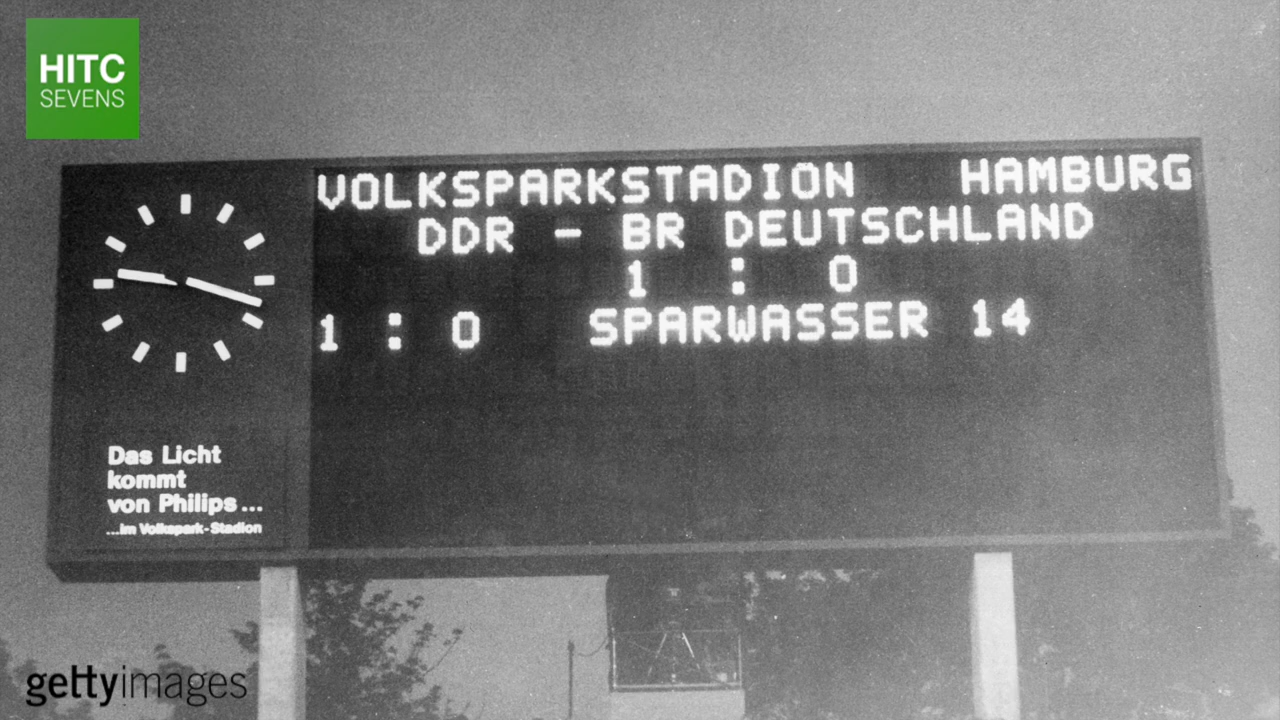 HITC
SEVENS
VOLKSPARKSTADION HAMBURG
DDR - BR DEUTSCHLAND
1 : 0
1 : 0 SPARWASSER 14
Das Licht
kommt
von Philips...
...im Volkspark-Stadion
gettyimages